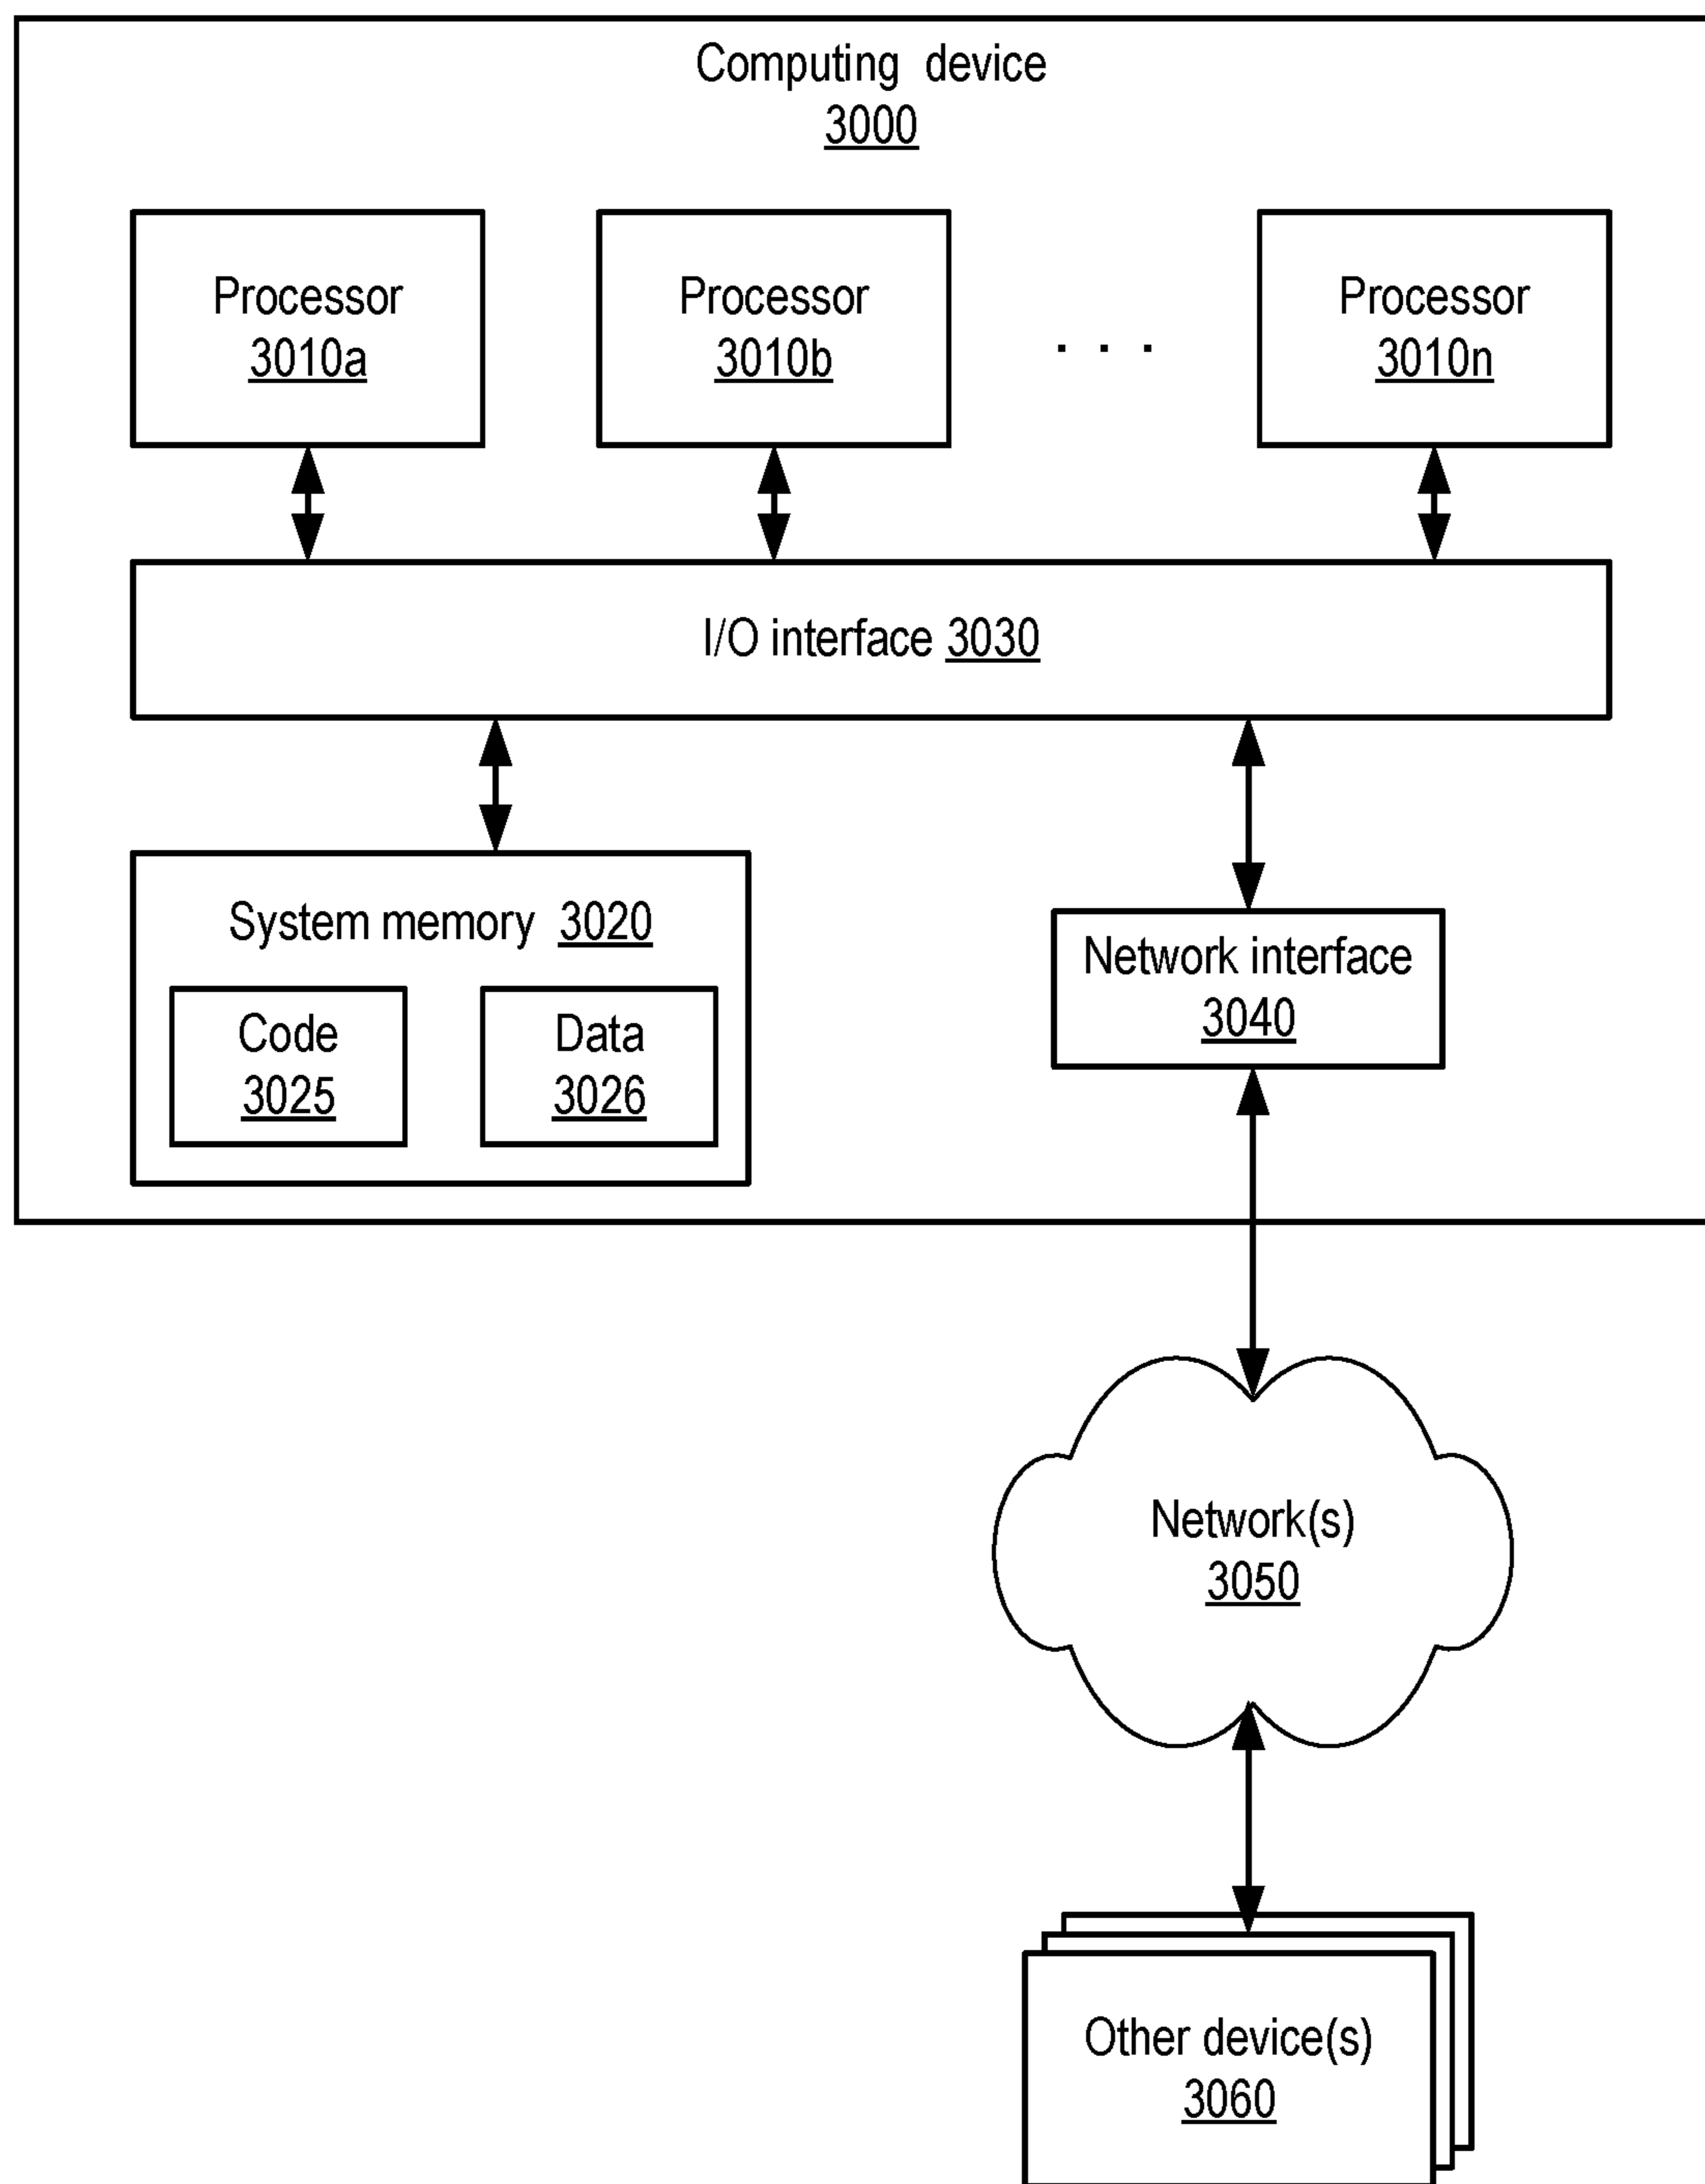 Computing device
3000
Processor
3010a
Processor
3010b
. . .
Processor
3010n
I/O interface 3030
System memory 3020
Code
3025
Data
3026
Network interface
3040
Network(s)
3050
Other device(s)
3060